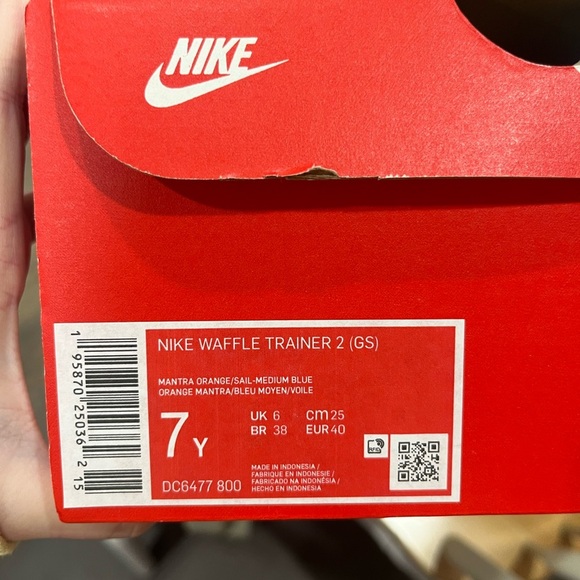 NIKE
NIKE WAFFLE TRAINER 2 (GS)
MANTRA ORANGE/SAIL-MEDIUM BLUE
ORANGE MANTRA/BLEU MOYEN/VOILE
7Y
UK 6 CM 25
BR 38 EUR 40
RFID
MADE IN INDONESIA /
FABRIQUE EN INDONESIE /
FABRICADO NA INDONÉSIA /
HECHO EN INDONESIA
DC6477 800
1 95870 25036 2 15